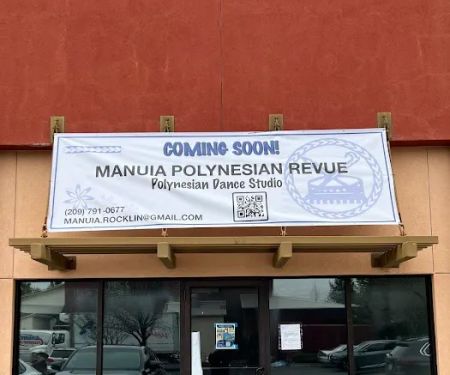 COMING SOON!
MANUIA POLYNESIAN REVUE
Polynesian Dance Studio
(209) 791-0677
MANUIA.ROCKLIN@GMAIL.COM